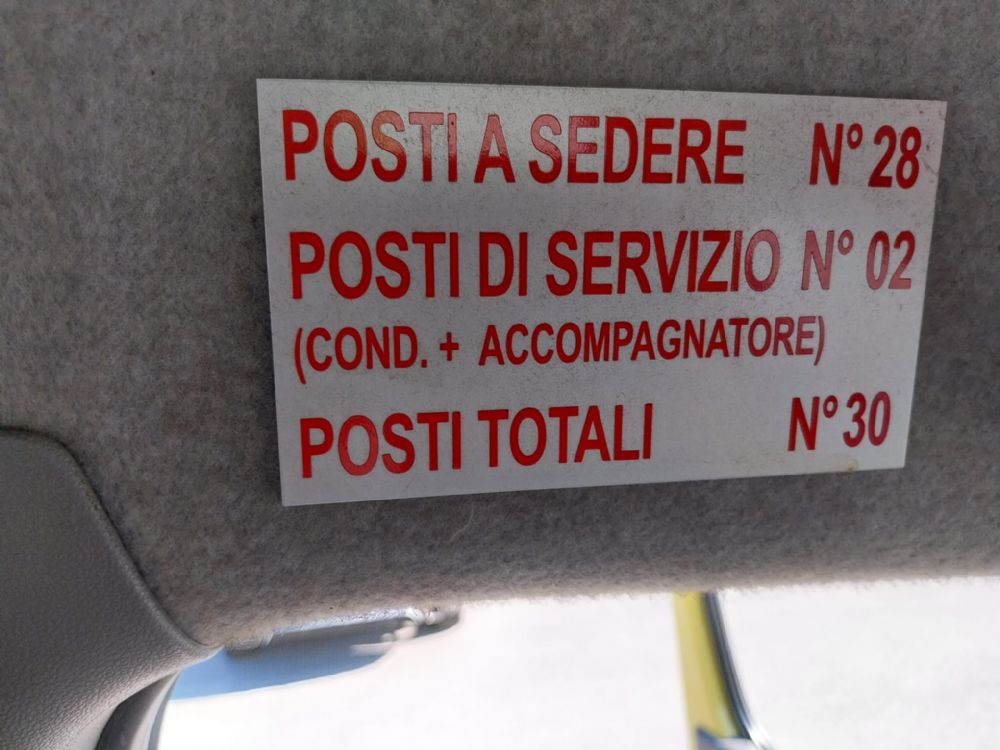 POSTI A SEDERE N° 28
POSTI DI SERVIZIO N° 02
(COND. + ACCOMPAGNATORE)
POSTI TOTALI N° 30